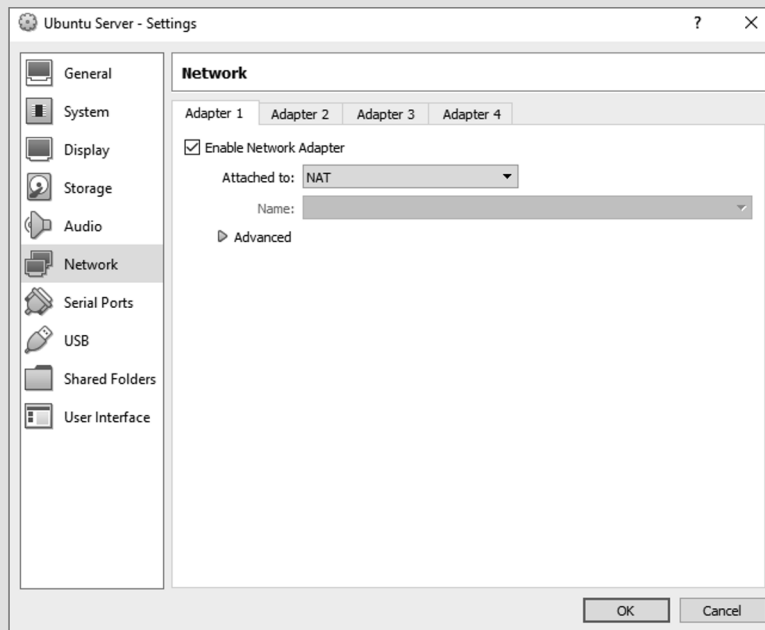 Ubuntu Server - Settings
?
General
System
Display
Storage
Audio
Network
Serial Ports
USB
Shared Folders
User Interface
Network
Adapter 1 Adapter 2 Adapter 3 Adapter 4
Enable Network Adapter
Attached to: NAT
Name:
Advanced
OK Cancel